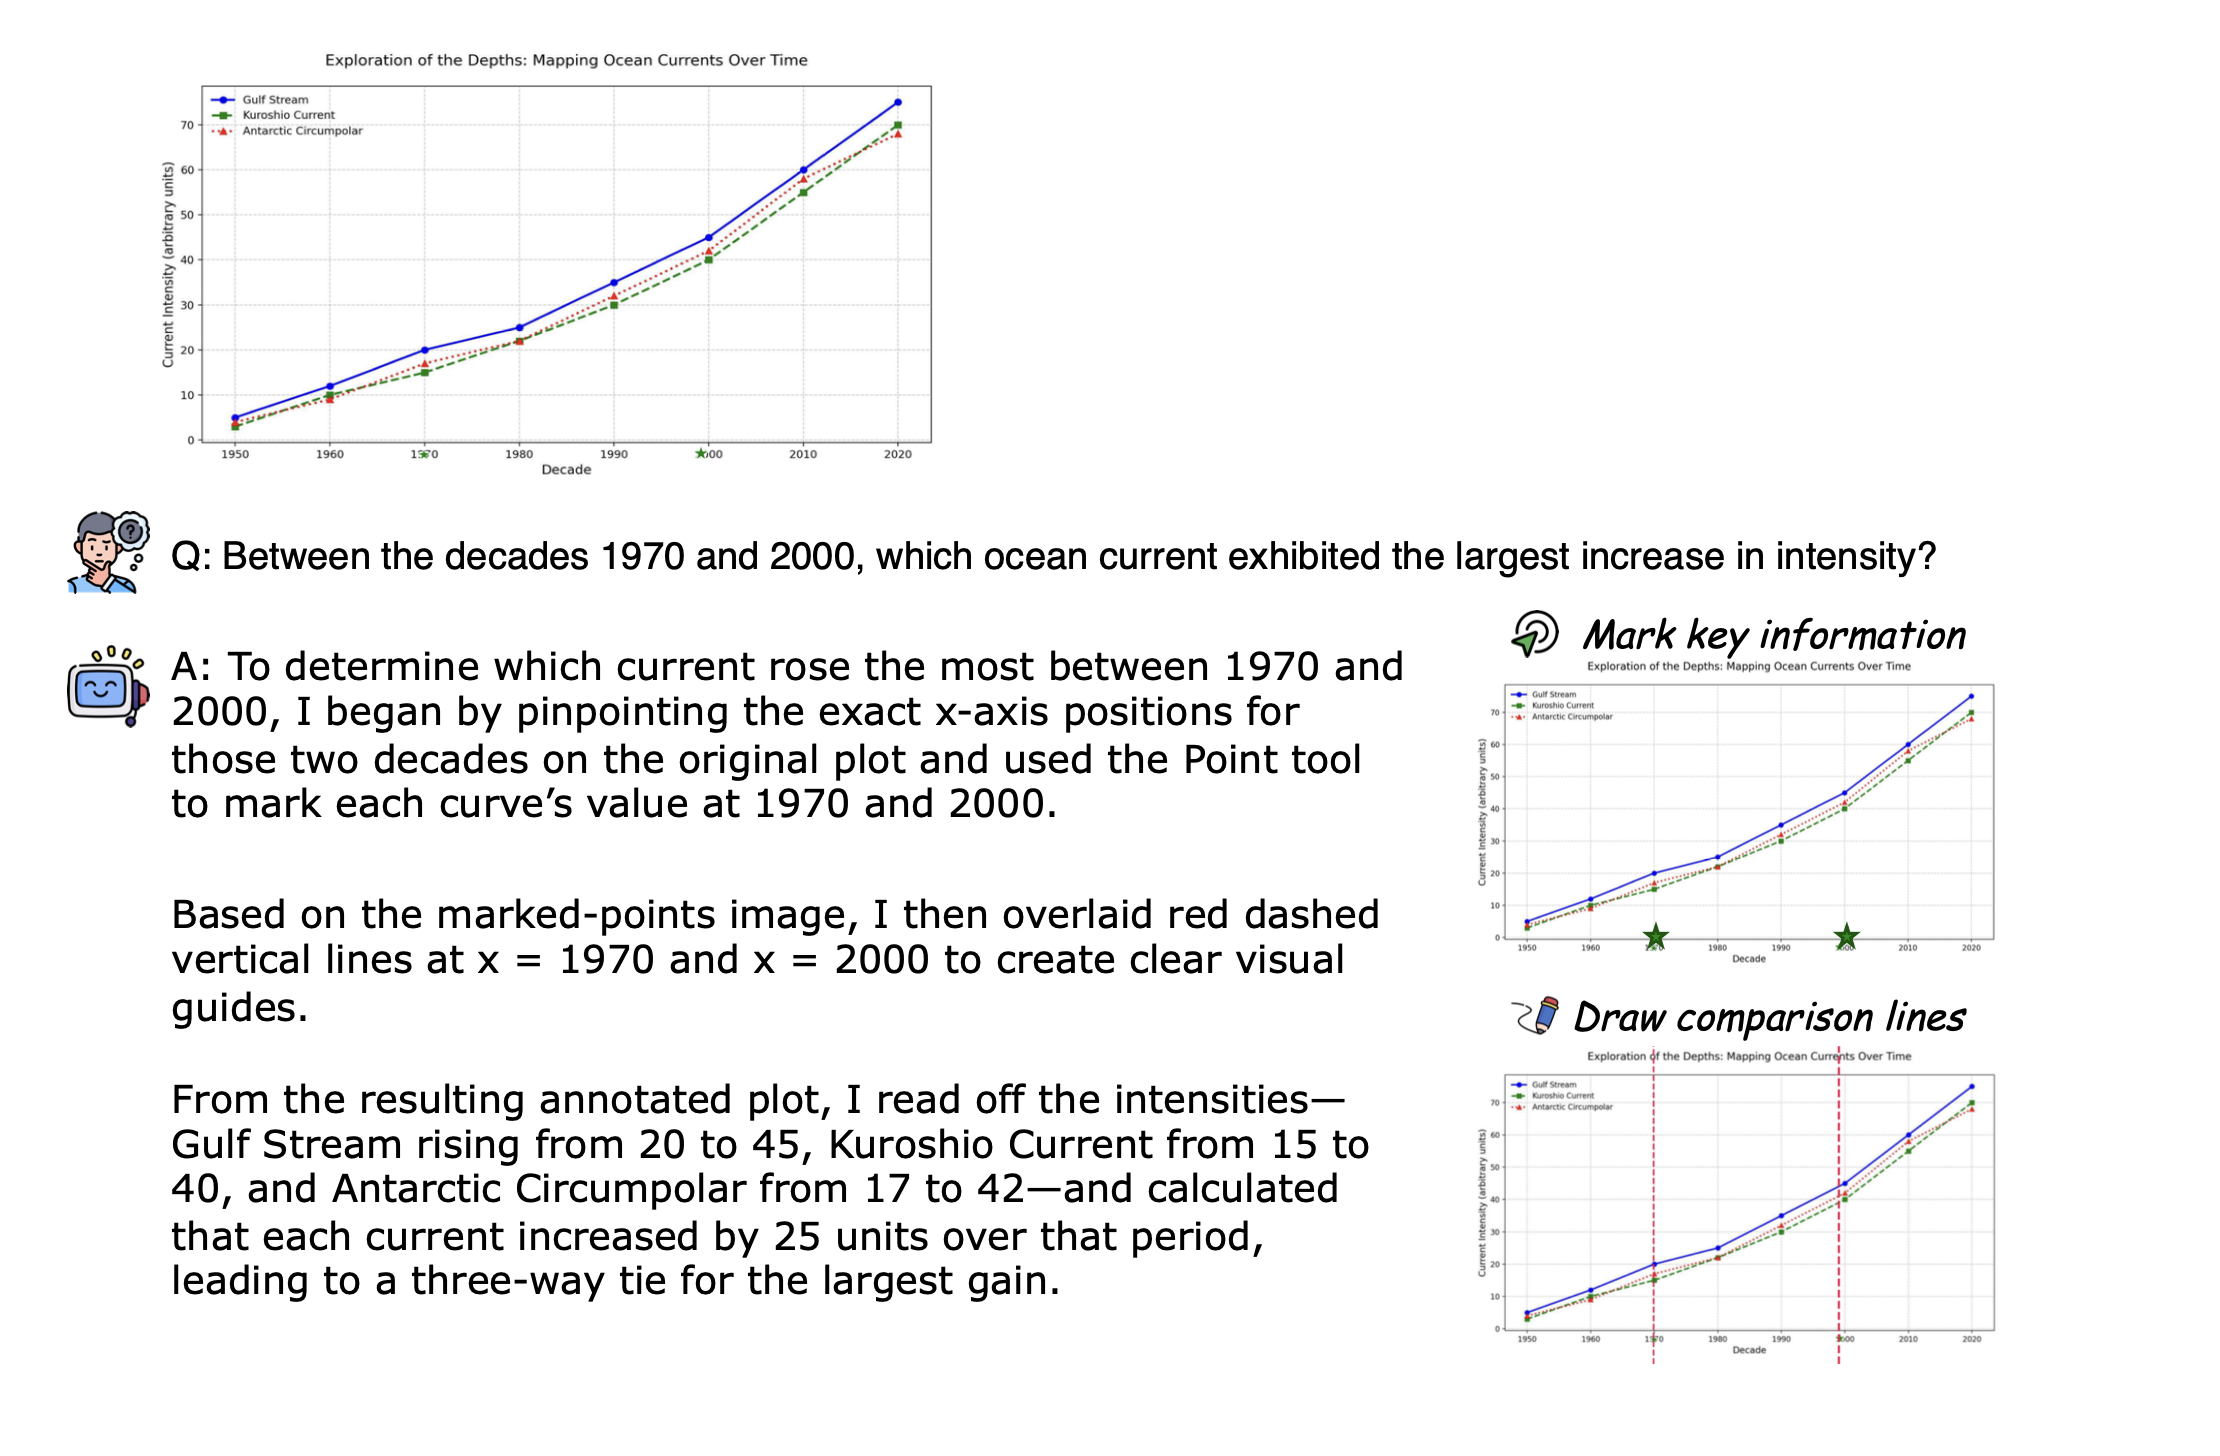 Exploration of the Depths: Mapping Ocean Currents Over Time
Gulf Stream
Kuroshio Current
Antarctic Circumpolar
Current Intensity (arbitrary units)
70
60
50
40
30
20
10
0
1950 1960 1980 1990 2010 2020
Decade
Q: Between the decades 1970 and 2000, which ocean current exhibited the largest increase in intensity?
A: To determine which current rose the most between 1970 and
2000, I began by pinpointing the exact x-axis positions for
those two decades on the original plot and used the Point tool
to mark each curve’s value at 1970 and 2000.
Based on the marked-points image, I then overlaid red dashed
vertical lines at x = 1970 and x = 2000 to create clear visual
guides.
From the resulting annotated plot, I read off the intensities—
Gulf Stream rising from 20 to 45, Kuroshio Current from 15 to
40, and Antarctic Circumpolar from 17 to 42—and calculated
that each current increased by 25 units over that period,
leading to a three-way tie for the largest gain.
Mark key information
Exploration of the Depths: Mapping Ocean Currents Over Time
Gulf Stream
Kuroshio Current
Antarctic Circumpolar
Current Intensity (arbitrary units)
70
60
50
40
30
20
10
0
1950 1960 1980 1990 2010 2020
Decade
Draw comparison lines
Exploration of the Depths: Mapping Ocean Currents Over Time
Gulf Stream
Kuroshio Current
Antarctic Circumpolar
Current Intensity (arbitrary units)
70
60
50
40
30
20
10
0
1950 1960 1980 1990 2010 2020
Decade